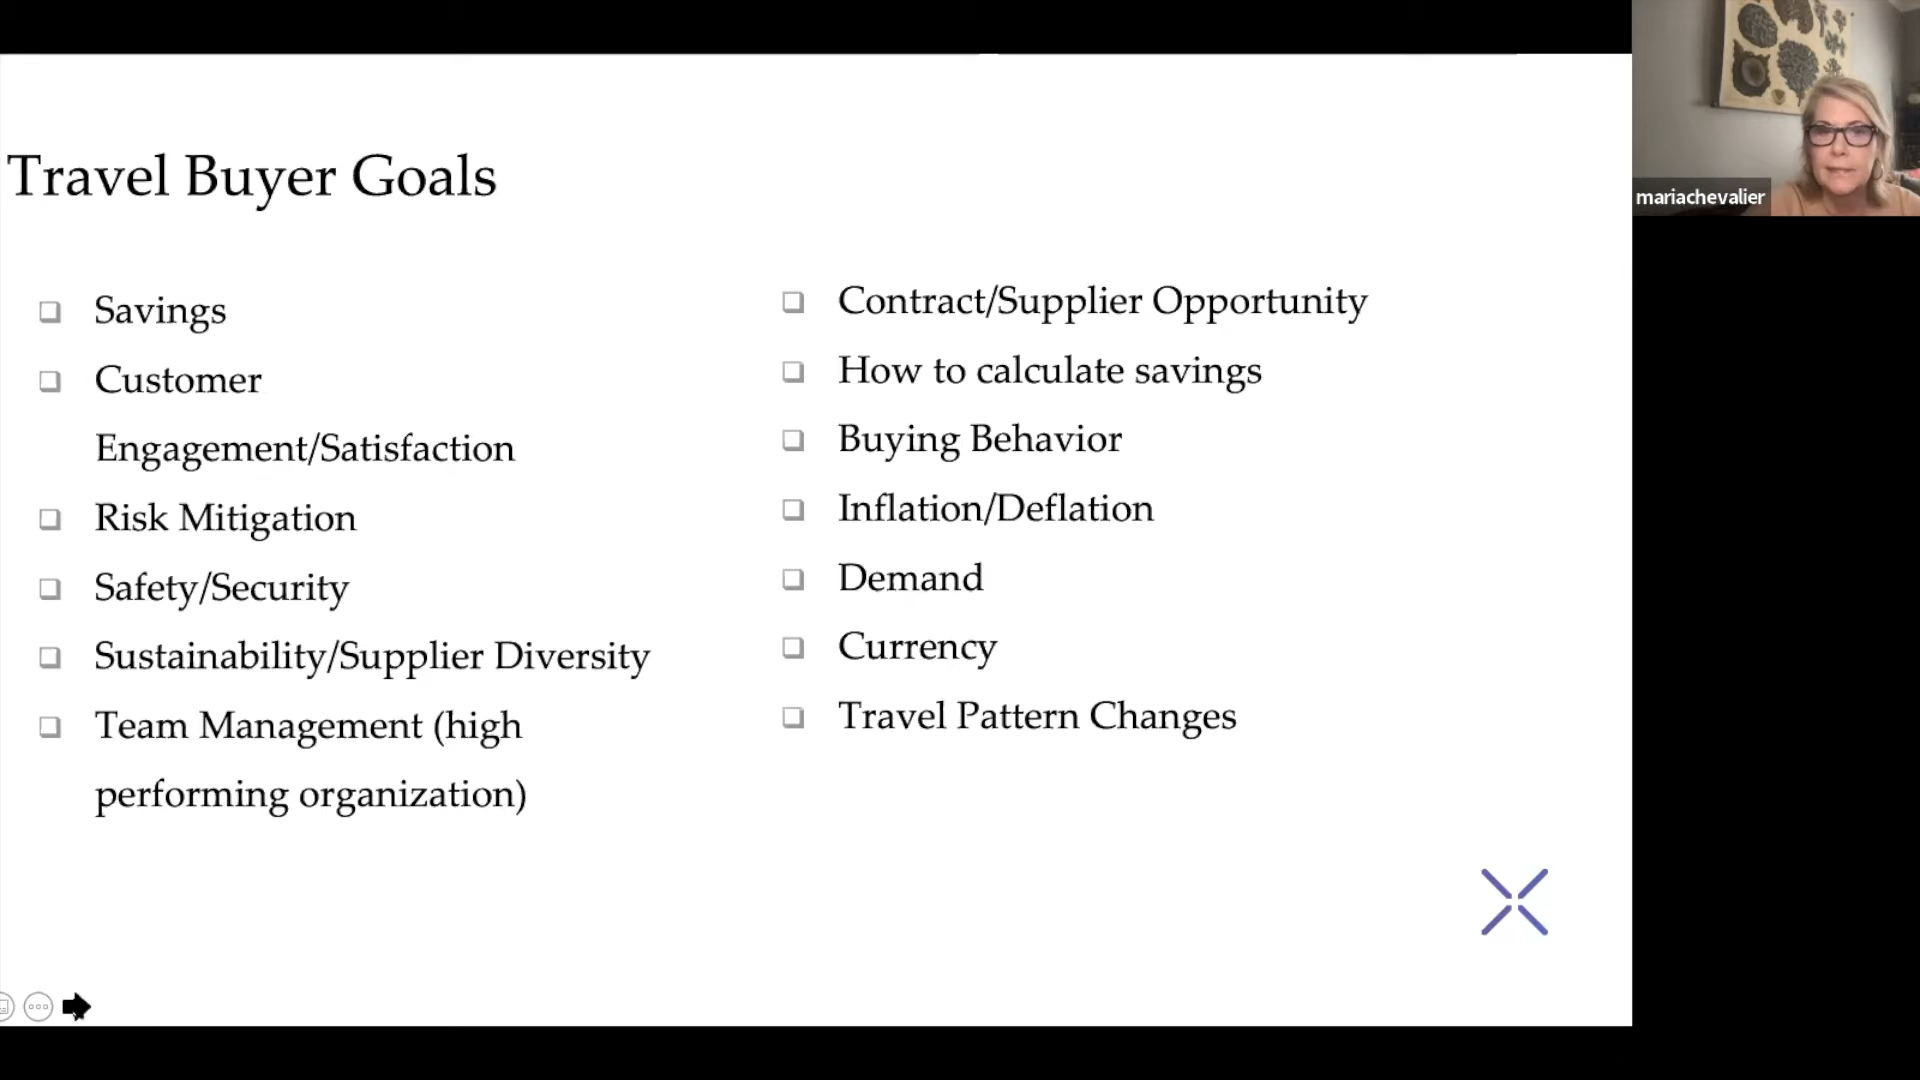 Travel Buyer Goals
Savings
Customer
Engagement/Satisfaction
Risk Mitigation
Safety/Security
Sustainability/Supplier Diversity
Team Management (high
performing organization)
Contract/Supplier Opportunity
How to calculate savings
Buying Behavior
Inflation/Deflation
Demand
Currency
Travel Pattern Changes
mariachevalier